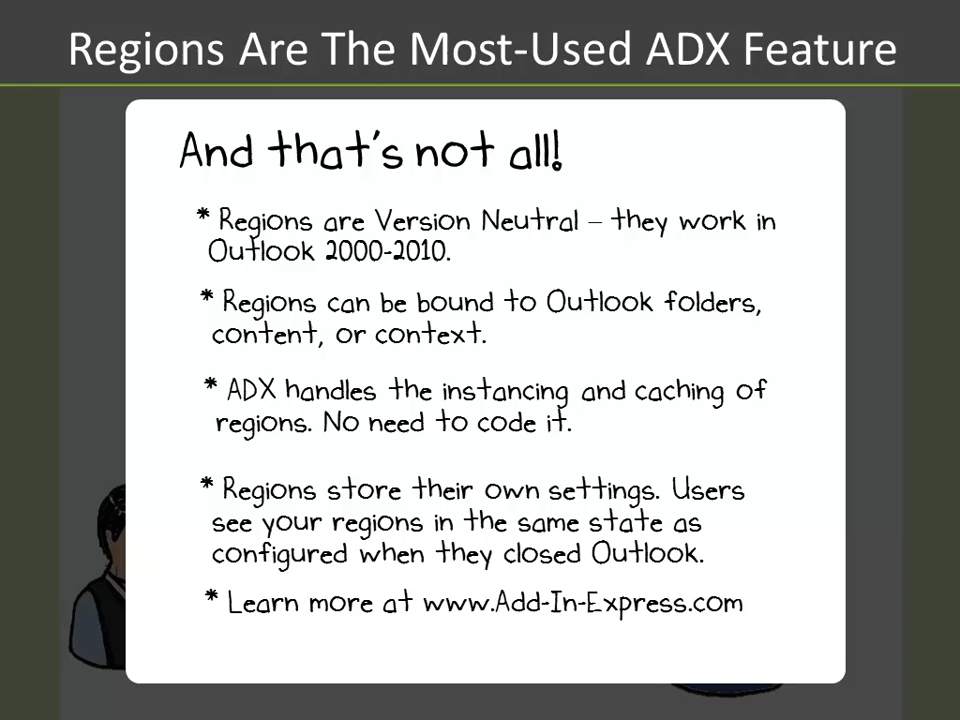 Regions Are The Most-Used ADX Feature
And that's not all!
* Regions are Version Neutral – they work in
Outlook 2000-2010.
* Regions can be bound to Outlook folders,
content, or context.
* ADX handles the instancing and caching of
regions. No need to code it.
* Regions store their own settings. Users
see your regions in the same state as
configured when they closed Outlook.
* Learn more at www.Add-In-Express.com